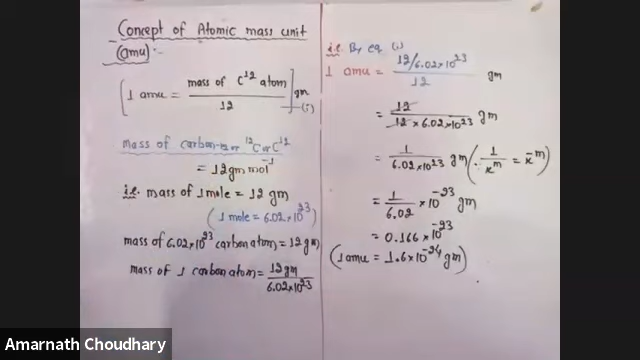 Concept of Atomic mass unit
(amu):-
[1 amu = mass of C¹² atom / 12] gm —(i)
mass of carbon-12 or ¹²C or C¹²
= 12 gm mol⁻¹
i.e. mass of 1 mole = 12 gm
(1 mole = 6.02×10²³)
mass of 6.02×10²³ carbon atom = 12 gm
mass of 1 carbon atom = 12 gm / 6.02×10²³
i.e. By eq (i)
1 amu = 12/6.02×10²³ / 12 gm
= 12 / 12 × 6.02×10²³ gm
= 1 / 6.02×10²³ gm (∵ 1/x^m = x^-m)
= 1/6.02 × 10⁻²³ gm
= 0.166×10⁻²³
(1 amu = 1.6×10⁻²⁴ gm)
Amarnath Choudhary